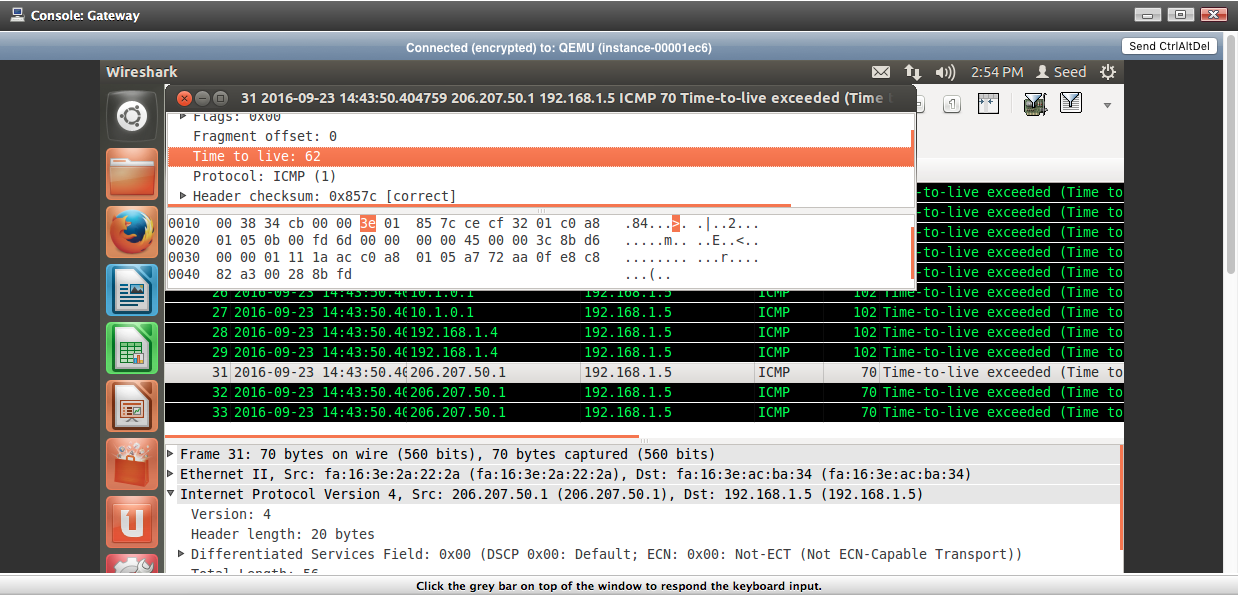 Console: Gateway
Connected (encrypted) to: QEMU (instance-00001ec6)
Send CtrlAltDel
Wireshark
2:54 PM Seed
31 2016-09-23 14:43:50.404759 206.207.50.1 192.168.1.5 ICMP 70 Time-to-live exceeded (Time t
Flags: 0x00
Fragment offset: 0
Time to live: 62
Protocol: ICMP (1)
Header checksum: 0x857c [correct]
-to-live exceeded (Time to
-to-live exceeded (Time to
-to-live exceeded (Time to
-to-live exceeded (Time to
-to-live exceeded (Time to
0010 00 38 34 cb 00 00 3e 01 85 7c ce cf 32 01 c0 a8 .84...>. .|..2...
0020 01 05 0b 00 fd 6d 00 00 00 00 45 00 00 3c 8b d6 .....m.. ..E..<..
0030 00 00 01 11 1a ac c0 a8 01 05 a7 72 aa 0f e8 c8 ........ ...r....
0040 82 a3 00 28 8b fd ...(..
26 2016-09-23 14:43:50.40 10.1.0.1 192.168.1.5 ICMP 102 Time-to-live exceeded (Time to
27 2016-09-23 14:43:50.40 10.1.0.1 192.168.1.5 ICMP 102 Time-to-live exceeded (Time to
28 2016-09-23 14:43:50.40 192.168.1.4 192.168.1.5 ICMP 102 Time-to-live exceeded (Time to
29 2016-09-23 14:43:50.40 192.168.1.4 192.168.1.5 ICMP 102 Time-to-live exceeded (Time to
31 2016-09-23 14:43:50.40 206.207.50.1 192.168.1.5 ICMP 70 Time-to-live exceeded (Time to
32 2016-09-23 14:43:50.40 206.207.50.1 192.168.1.5 ICMP 70 Time-to-live exceeded (Time to
33 2016-09-23 14:43:50.40 206.207.50.1 192.168.1.5 ICMP 70 Time-to-live exceeded (Time to
Frame 31: 70 bytes on wire (560 bits), 70 bytes captured (560 bits)
Ethernet II, Src: fa:16:3e:2a:22:2a (fa:16:3e:2a:22:2a), Dst: fa:16:3e:ac:ba:34 (fa:16:3e:ac:ba:34)
Internet Protocol Version 4, Src: 206.207.50.1 (206.207.50.1), Dst: 192.168.1.5 (192.168.1.5)
Version: 4
Header length: 20 bytes
Differentiated Services Field: 0x00 (DSCP 0x00: Default; ECN: 0x00: Not-ECT (Not ECN-Capable Transport))
Total Length: 56
Click the grey bar on top of the window to respond the keyboard input.